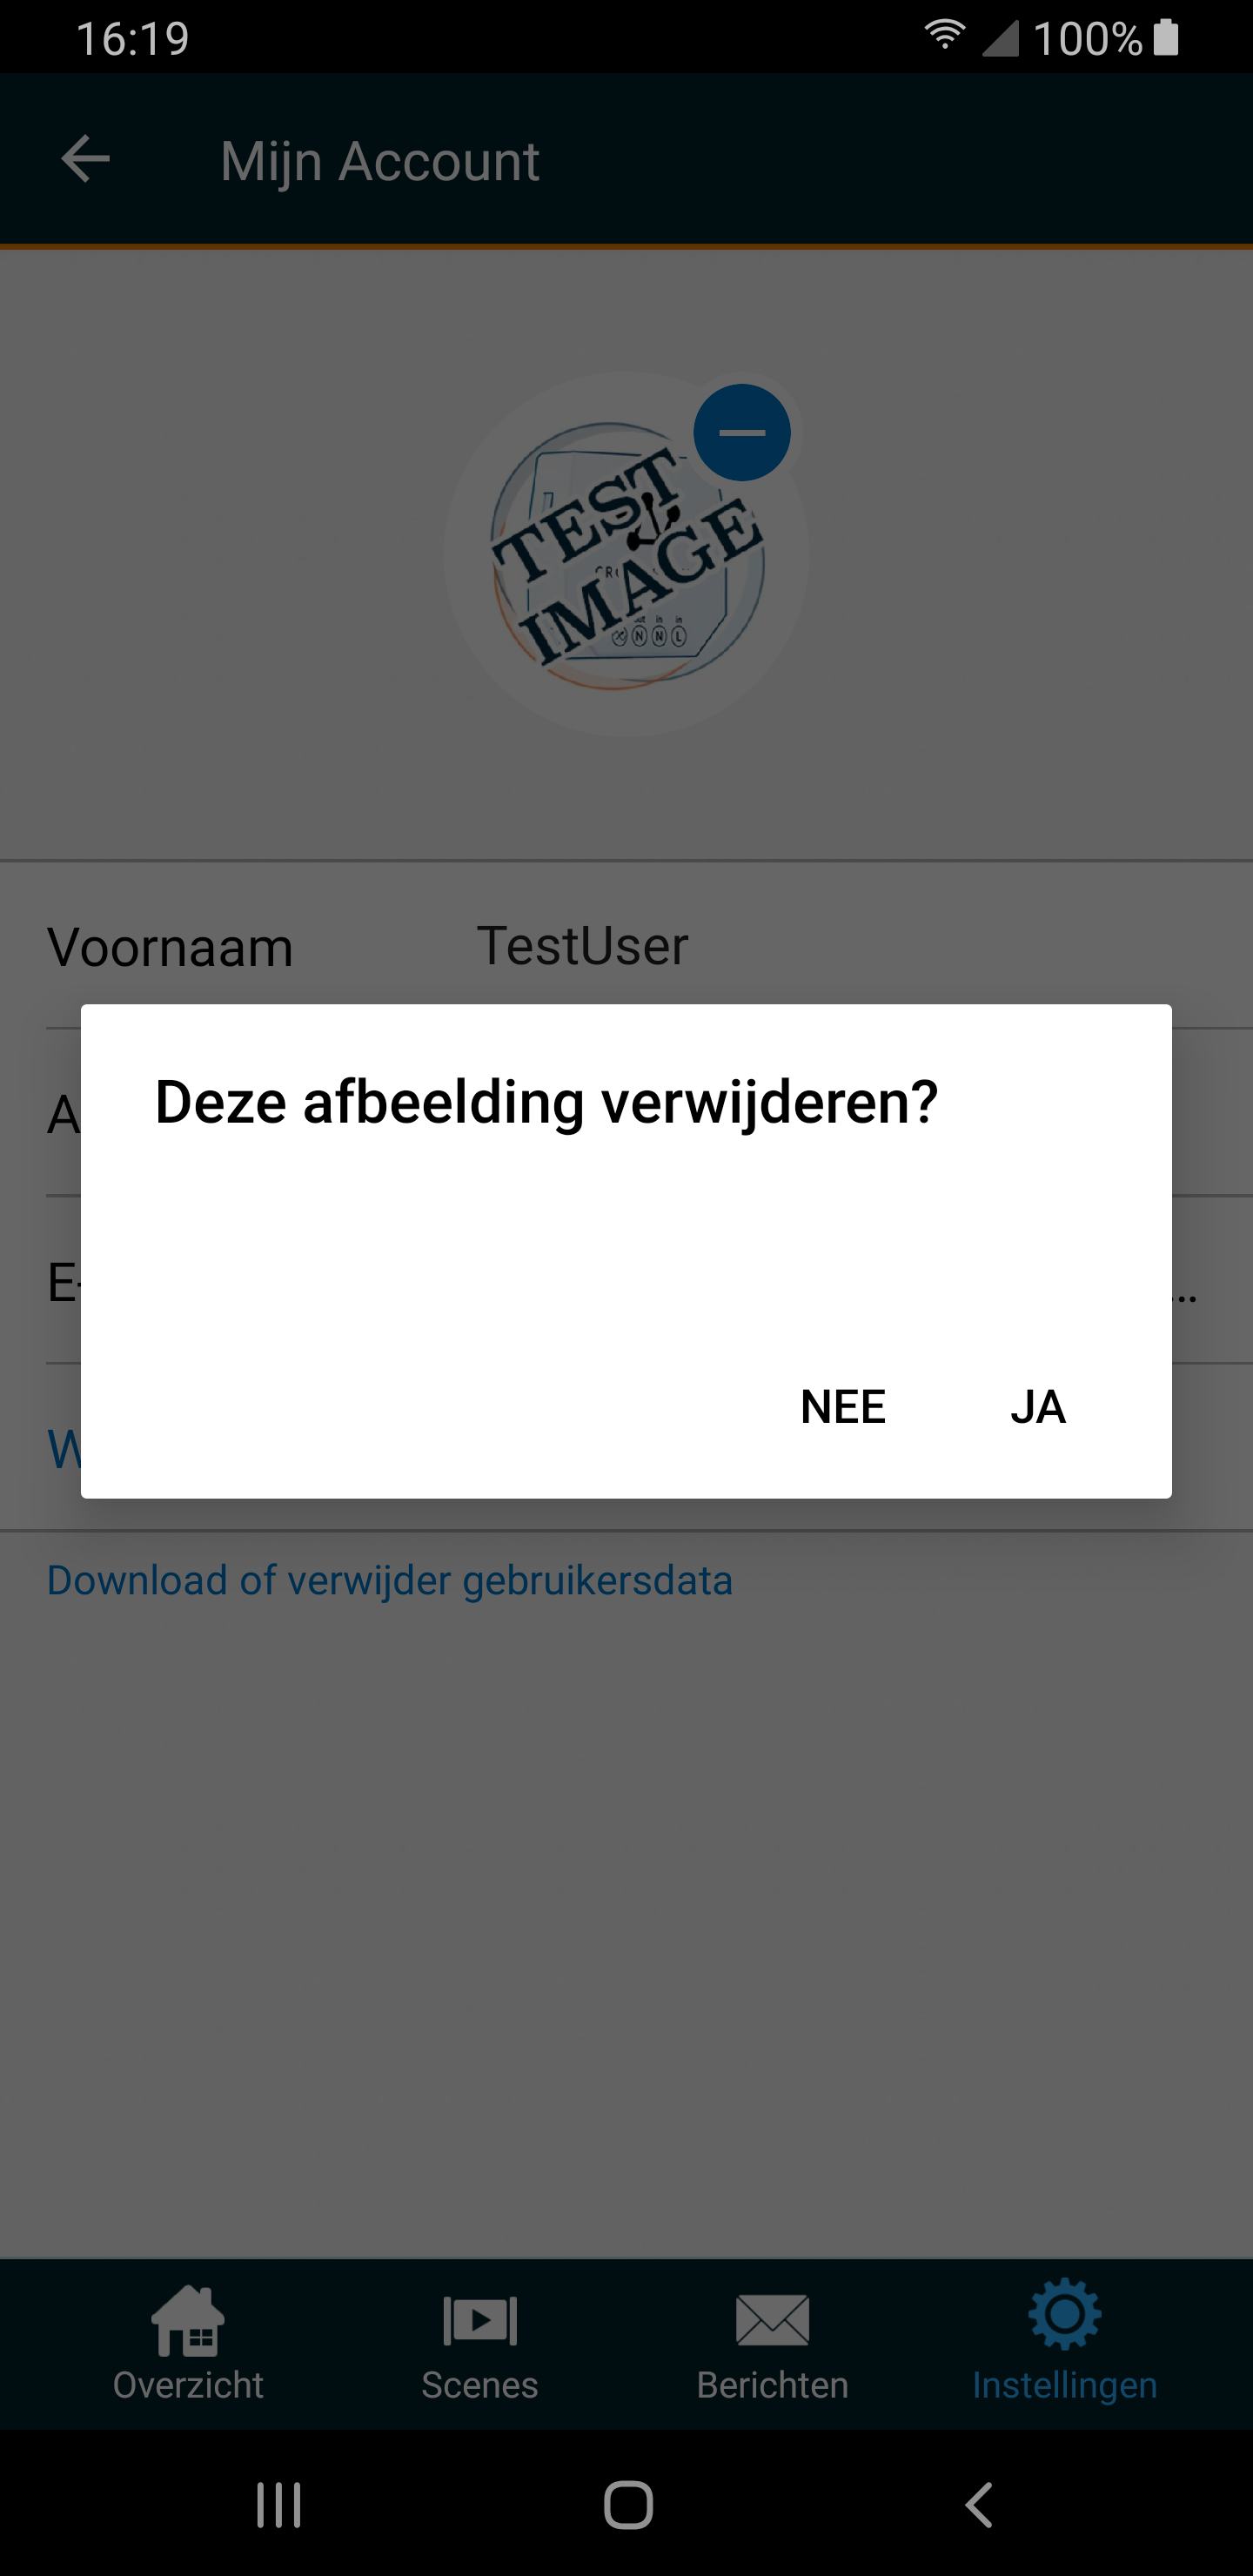 16:19 100%
Mijn Account
TEST
IMAGE
N N L
Voornaam TestUser
A
E-
...
W
Deze afbeelding verwijderen?
NEE JA
Download of verwijder gebruikersdata
Overzicht Scenes Berichten Instellingen